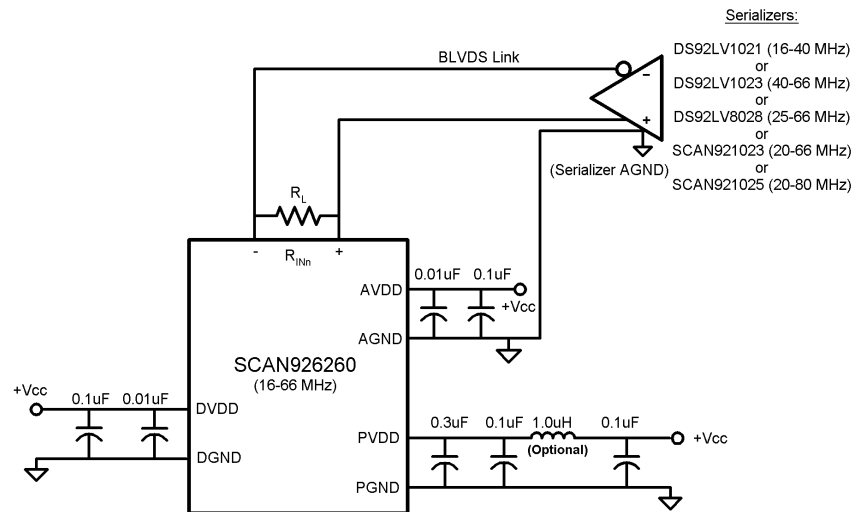 Serializers:
DS92LV1021 (16-40 MHz)
or
DS92LV1023 (40-66 MHz)
or
DS92LV8028 (25-66 MHz)
or
SCAN921023 (20-66 MHz)
or
SCAN921025 (20-80 MHz)
BLVDS Link
-
+
(Serializer AGND)
RL
- RINn +
AVDD
0.01uF 0.1uF
+Vcc
AGND
SCAN926260
(16-66 MHz)
+Vcc
0.1uF 0.01uF
DVDD
DGND
PVDD
0.3uF 0.1uF 1.0uH 0.1uF
(Optional)
+Vcc
PGND